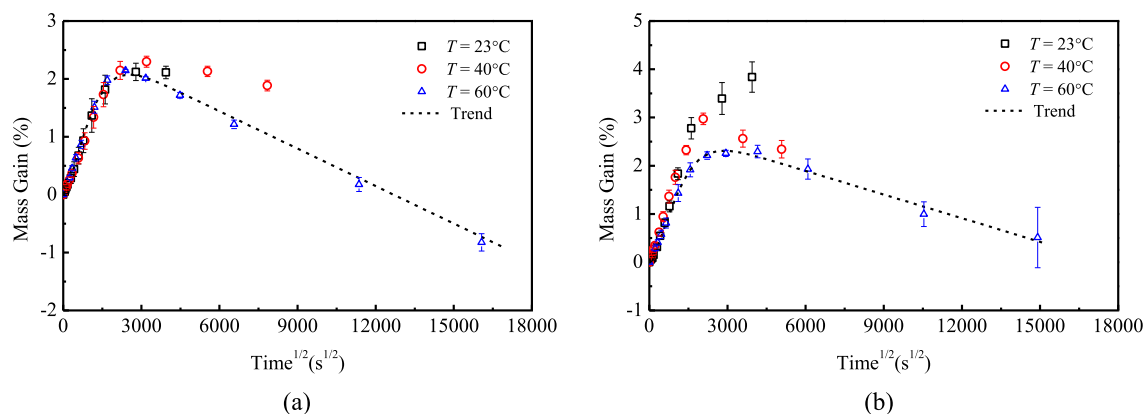 3
2
1
0
-1
-2
Mass Gain (%)
T = 23°C
T = 40°C
T = 60°C
Trend
0 3000 6000 9000 12000 15000 18000
Time1/2(s1/2)
(a)
5
4
3
2
1
0
-1
Mass Gain (%)
T = 23°C
T = 40°C
T = 60°C
Trend
0 3000 6000 9000 12000 15000 18000
Time1/2(s1/2)
(b)